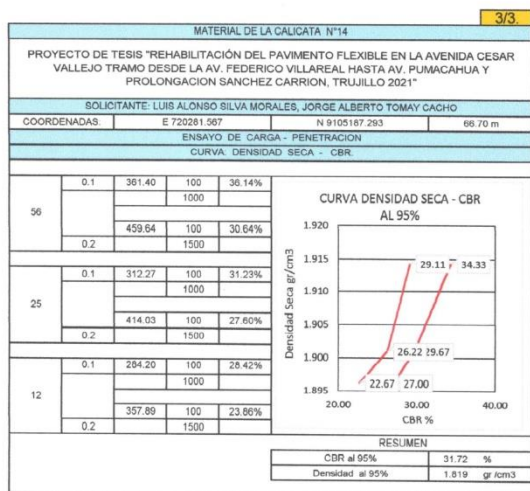 3/3.
MATERIAL DE LA CALICATA N°14
PROYECTO DE TESIS "REHABILITACIÓN DEL PAVIMENTO FLEXIBLE EN LA AVENIDA CESAR
VALLEJO TRAMO DESDE LA AV. FEDERICO VILLAREAL HASTA AV. PUMACAHUA Y
PROLONGACION SANCHEZ CARRION, TRUJILLO 2021"
SOLICITANTE: LUIS ALONSO SILVA MORALES, JORGE ALBERTO TOMAY CACHO
COORDENADAS. E 720281.567 N 9105187.293 66.70 m
ENSAYO DE CARGA - PENETRACION
CURVA DENSIDAD SECA - CBR.
56
0.1 361.40 100 36.14%
1000
459.64 100 30.64%
0.2 1500
25
0.1 312.27 100 31.23%
1000
414.03 100 27.60%
0.2 1500
12
0.1 284.20 100 28.42%
1000
357.89 100 23.86%
0.2 1500
CURVA DENSIDAD SECA - CBR
AL 95%
Densidad Seca gr/cm3
1.920
1.915
1.910
1.905
1.900
1.895
29.11 34.33
26.22 29.67
22.67 27.00
20.00 30.00 40.00
CBR %
RESUMEN
CBR al 95% 31.72 %
Densidad al 95% 1.819 gr/cm3